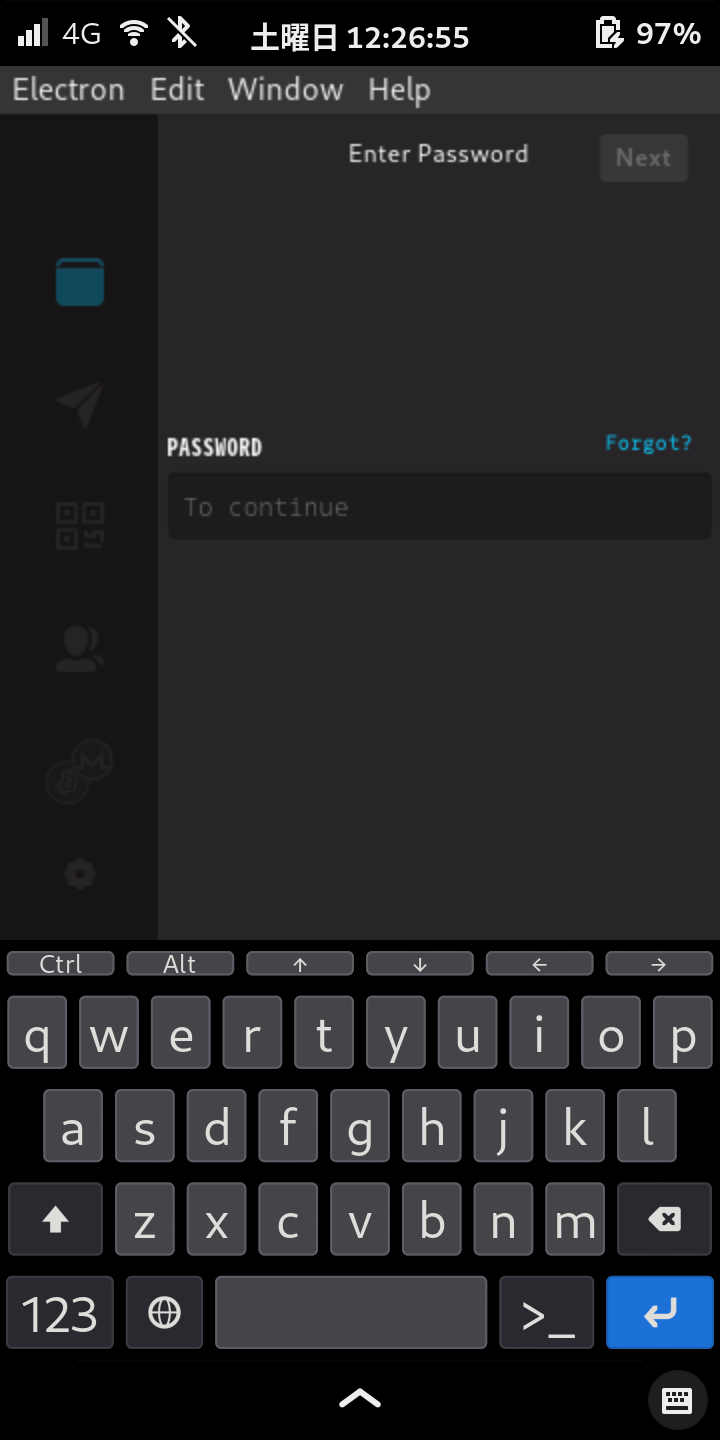 4G 土曜日 12:26:55 97%
Electron Edit Window Help
Enter Password Next
PASSWORD Forgot?
To continue
Ctrl Alt ↑ ↓ ← →
q w e r t y u i o p
a s d f g h j k l
z x c v b n m
123 >_